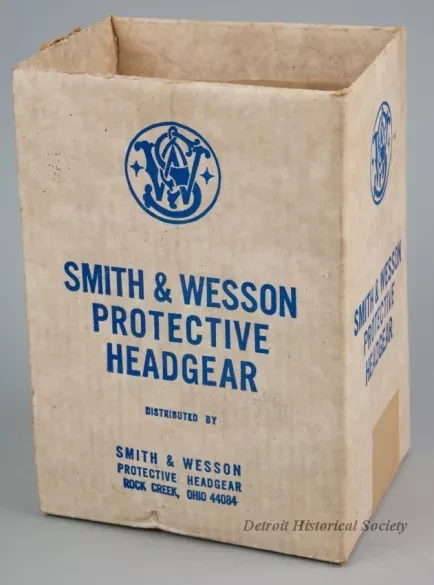 SMITH & WESSON
PROTECTIVE
HEADGEAR
DISTRIBUTED BY
SMITH & WESSON
PROTECTIVE HEADGEAR
ROCK CREEK, OHIO 44084
SMITH & WESSON
PROTECTIVE
HEADGEAR
Detroit Historical Society